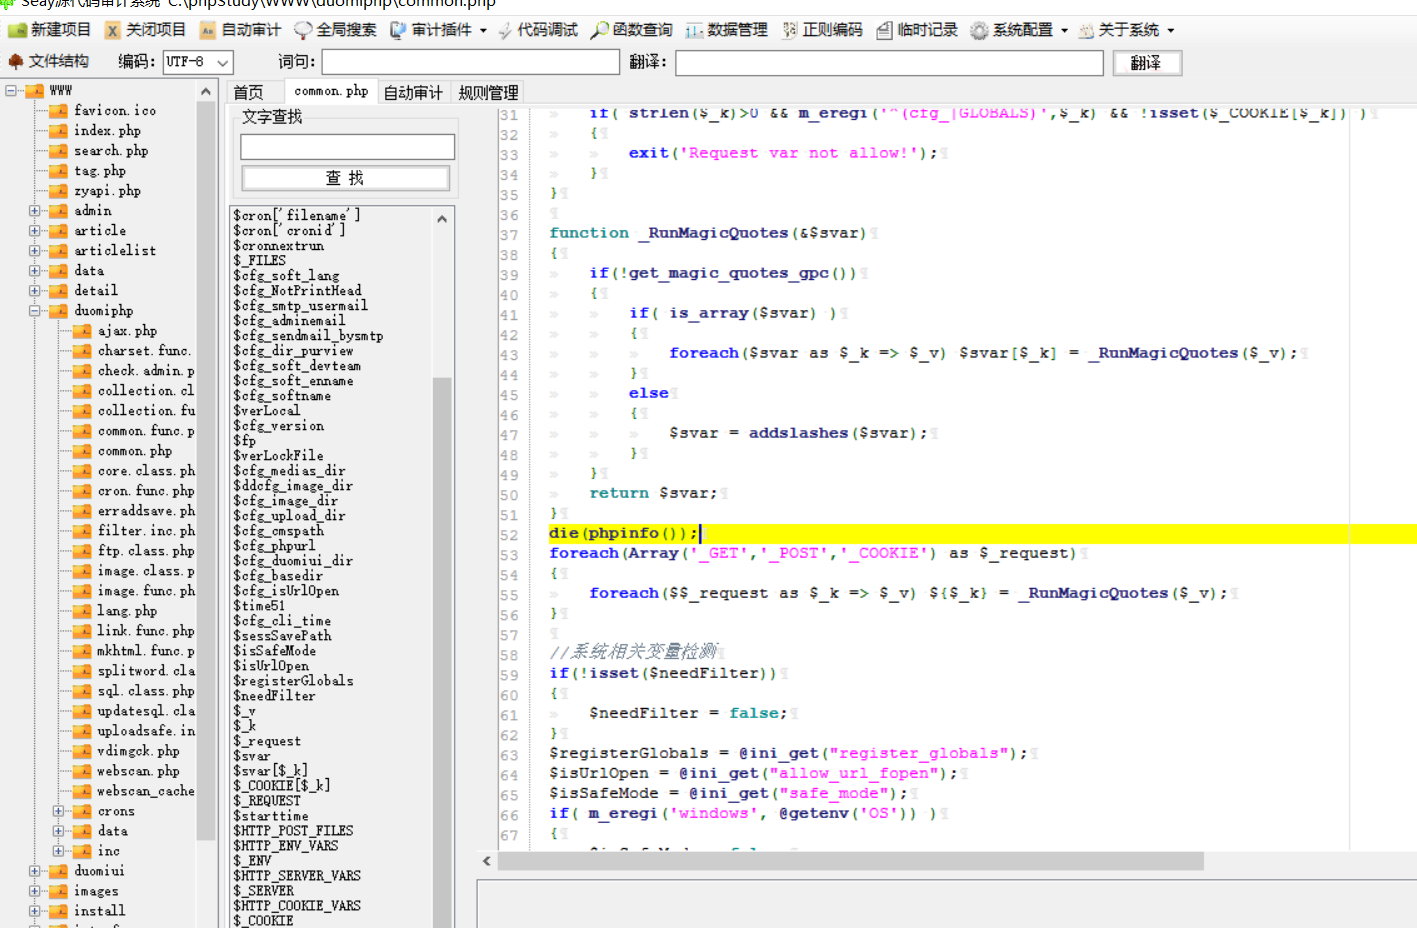 Seay源代码审计系统 C:\phpStudy\WWW\duomiphp\common.php
新建项目 关闭项目 自动审计 全局搜索 审计插件 代码调试 函数查询 数据管理 正则编码 临时记录 系统配置 关于系统
文件结构 编码: UTF-8 词句: 翻译: 翻译
WWW
favicon.ico
index.php
search.php
tag.php
zyapi.php
admin
article
articlelist
data
detail
duomiphp
ajax.php
charset.func.
check.admin.p
collection.cl
collection.fu
common.func.p
common.php
core.class.ph
cron.func.php
erraddsave.ph
filter.inc.ph
ftp.class.php
image.class.p
image.func.ph
lang.php
link.func.php
mkhtml.func.p
splitword.cla
sql.class.php
updatesql.cla
uploadsafe.in
vdimgck.php
webscan.php
webscan_cache
crons
data
inc
duomiui
images
install
首页 common.php 自动审计 规则管理
文字查找
查 找
$cron['filename']
$cron['cronid']
$cronnextrun
$_FILES
$cfg_soft_lang
$cfg_NotPrintHead
$cfg_smtp_usermail
$cfg_adminemail
$cfg_sendmail_bysmtp
$cfg_dir_purview
$cfg_soft_devteam
$cfg_soft_enname
$cfg_softname
$verLocal
$cfg_version
$fp
$verLockFile
$cfg_medias_dir
$ddcfg_image_dir
$cfg_image_dir
$cfg_upload_dir
$cfg_cmspath
$cfg_phpurl
$cfg_duomiui_dir
$cfg_basedir
$cfg_isUrlOpen
$time51
$cfg_cli_time
$sessSavePath
$isSafeMode
$isUrlOpen
$registerGlobals
$needFilter
$_v
$_k
$_request
$svar
$svar[$_k]
$_COOKIE[$_k]
$_REQUEST
$starttime
$HTTP_POST_FILES
$HTTP_ENV_VARS
$_ENV
$HTTP_SERVER_VARS
$_SERVER
$HTTP_COOKIE_VARS
$_COOKIE
31 if( strlen($_k)>0 && m_eregi('^(cfg_|GLOBALS)',$_k) && !isset($_COOKIE[$_k]) )
32 {
33 exit('Request var not allow!');
34 }
35 }
36
37 function _RunMagicQuotes(&$svar)
38 {
39 if(!get_magic_quotes_gpc())
40 {
41 if( is_array($svar) )
42 {
43 foreach($svar as $_k => $_v) $svar[$_k] = _RunMagicQuotes($_v);
44 }
45 else
46 {
47 $svar = addslashes($svar);
48 }
49 }
50 return $svar;
51 }
52 die(phpinfo());
53 foreach(Array('_GET','_POST','_COOKIE') as $_request)
54 {
55 foreach($$_request as $_k => $_v) ${$_k} = _RunMagicQuotes($_v);
56 }
57
58 //系统相关变量检测
59 if(!isset($needFilter))
60 {
61 $needFilter = false;
62 }
63 $registerGlobals = @ini_get("register_globals");
64 $isUrlOpen = @ini_get("allow_url_fopen");
65 $isSafeMode = @ini_get("safe_mode");
66 if( m_eregi('windows', @getenv('OS')) )
67 {